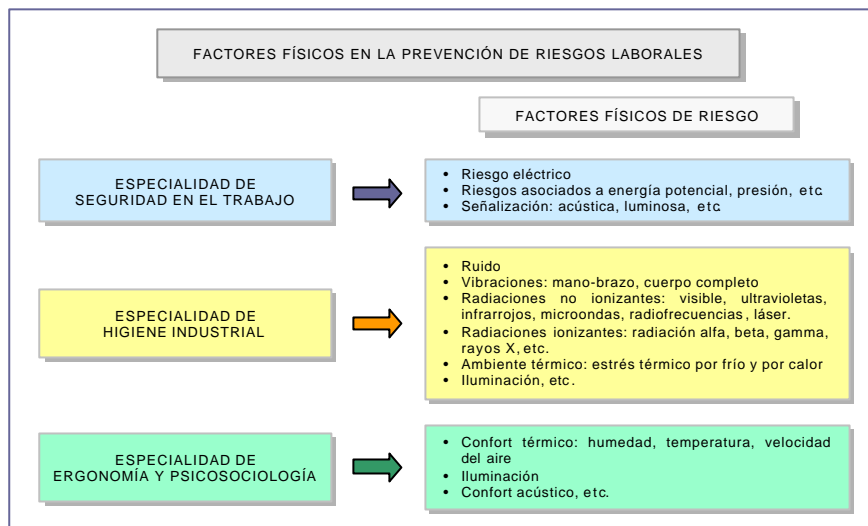 FACTORES FÍSICOS EN LA PREVENCIÓN DE RIESGOS LABORALES
FACTORES FÍSICOS DE RIESGO
ESPECIALIDAD DE
SEGURIDAD EN EL TRABAJO
• Riesgo eléctrico
• Riesgos asociados a energía potencial, presión, etc.
• Señalización: acústica, luminosa, etc.
ESPECIALIDAD DE
HIGIENE INDUSTRIAL
• Ruido
• Vibraciones: mano-brazo, cuerpo completo
• Radiaciones no ionizantes: visible, ultravioletas,
infrarrojos, microondas, radiofrecuencias, láser.
• Radiaciones ionizantes: radiación alfa, beta, gamma,
rayos X, etc.
• Ambiente térmico: estrés térmico por frío y por calor
• Iluminación, etc.
ESPECIALIDAD DE
ERGONOMÍA Y PSICOSOCIOLOGÍA
• Confort térmico: humedad, temperatura, velocidad
del aire
• Iluminación
• Confort acústico, etc.